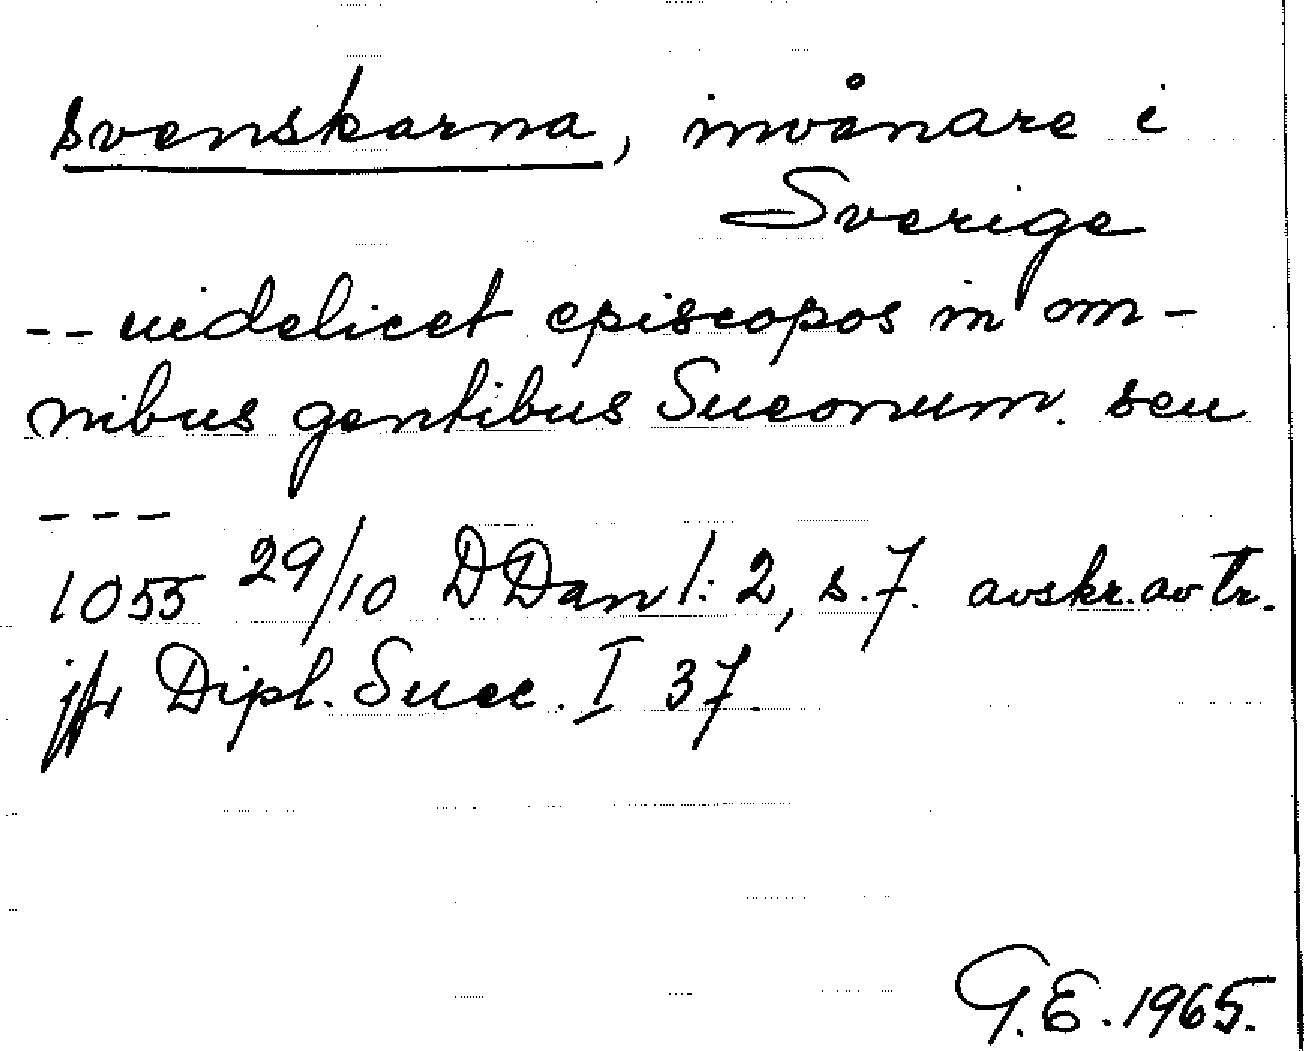 svenskarna, invånare i
Sverige
-- uidelicet episcopos in om-
nibus gentibus Sueonum. seu
---
1055 29/10 DDan 1:2, s.7. avskr. av tr.
jfr Dipl. Suec. I 37.
G.E. 1965.